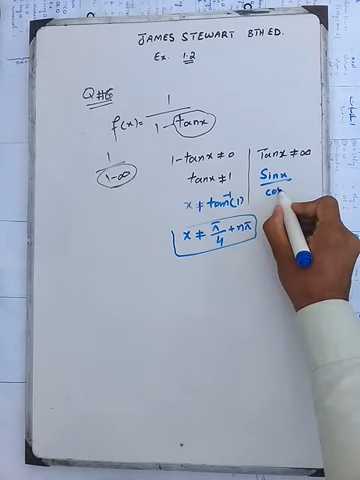 JAMES STEWART 8TH ED.
Ex. 1.2
Q#6
f(x) = 1 / 1 - tanx
1 / 1-∞
1-tanx ≠ 0
tanx ≠ 1
x ≠ tan⁻¹(1)
x ≠ π/4 + nπ
Tanx ≠ ∞
Sinx / cos